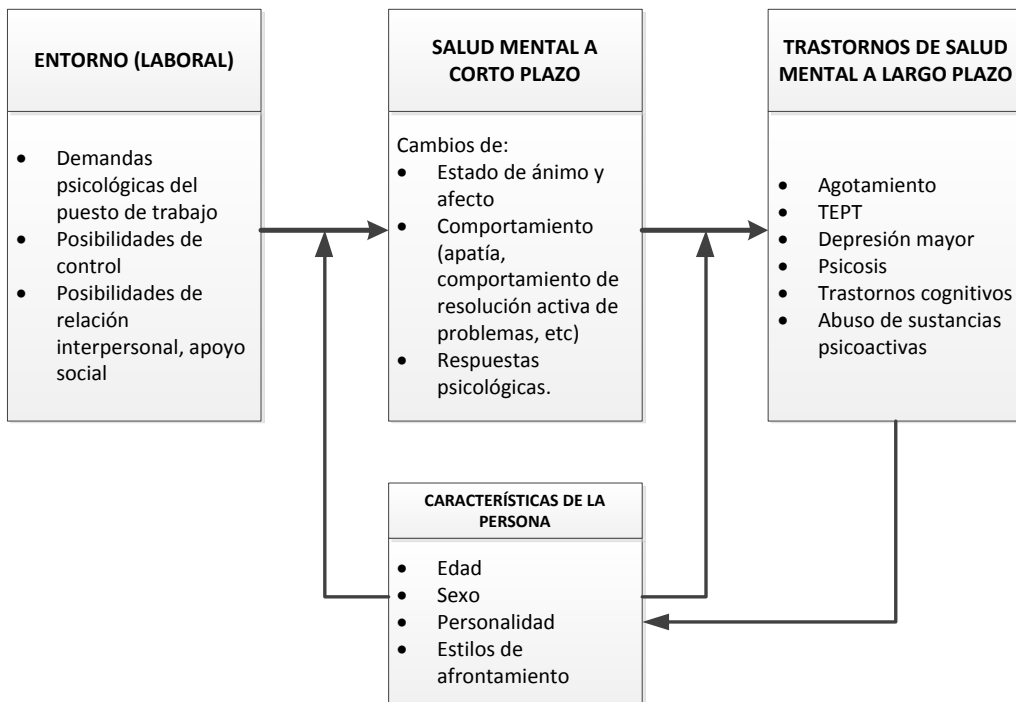 ENTORNO (LABORAL)
• Demandas
psicológicas del
puesto de trabajo
• Posibilidades de
control
• Posibilidades de
relación
interpersonal, apoyo
social
SALUD MENTAL A
CORTO PLAZO
Cambios de:
• Estado de ánimo y
afecto
• Comportamiento
(apatía,
comportamiento de
resolución activa de
problemas, etc)
• Respuestas
psicológicas.
TRASTORNOS DE SALUD
MENTAL A LARGO PLAZO
• Agotamiento
• TEPT
• Depresión mayor
• Psicosis
• Trastornos cognitivos
• Abuso de sustancias
psicoactivas
CARACTERÍSTICAS DE LA
PERSONA
• Edad
• Sexo
• Personalidad
• Estilos de
afrontamiento